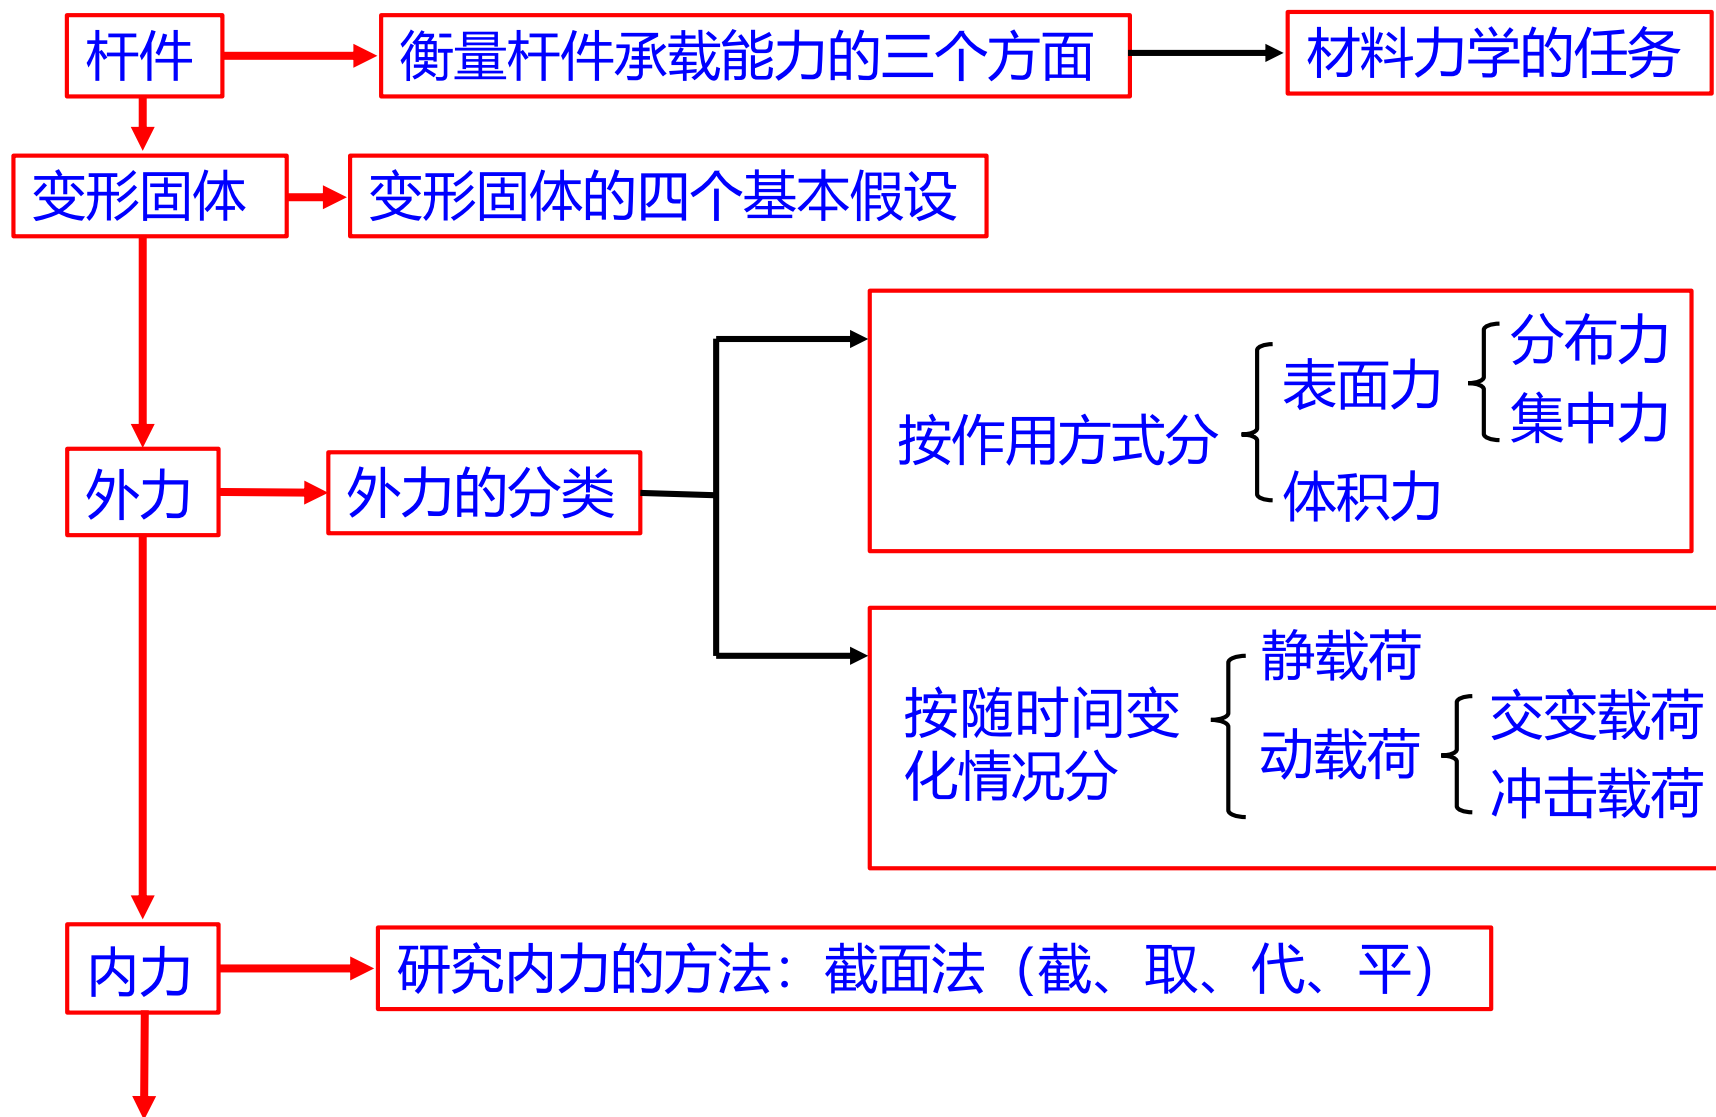 杆件
衡量杆件承载能力的三个方面
材料力学的任务
变形固体
变形固体的四个基本假设
外力
外力的分类
按作用方式分
表面力
分布力
集中力
体积力
按随时间变
化情况分
静载荷
动载荷
交变载荷
冲击载荷
内力
研究内力的方法：截面法（截、取、代、平）